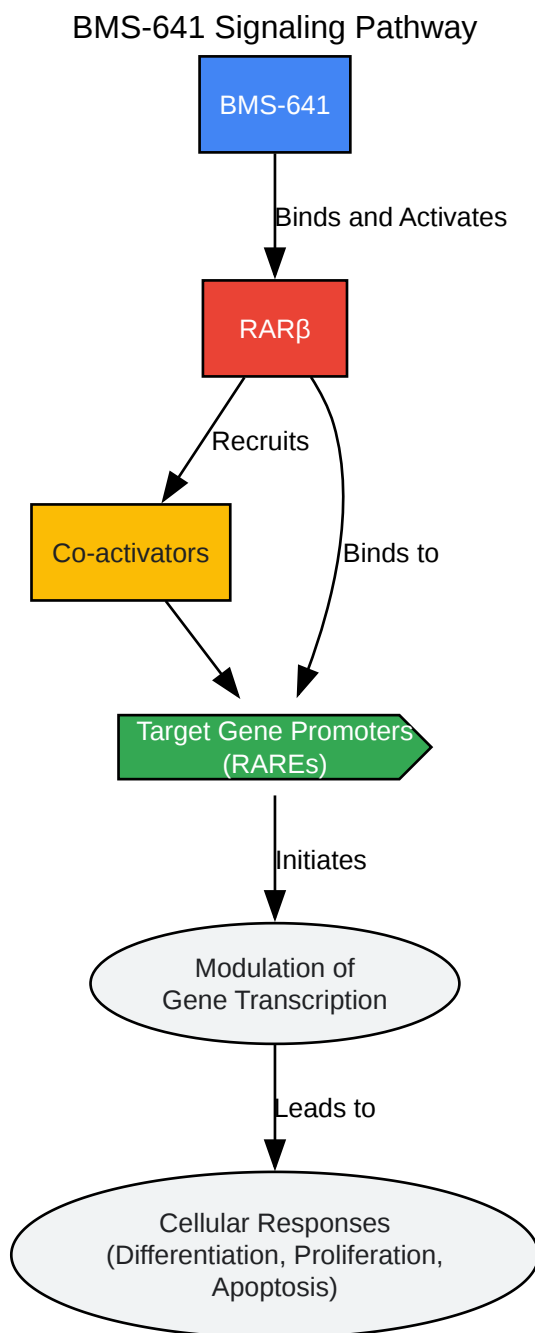 BMS-641 Signaling Pathway
BMS-641
Binds and Activates
RARβ
Recruits
Co-activators
Binds to
Target Gene Promoters
(RAREs)
Initiates
Modulation of
Gene Transcription
Leads to
Cellular Responses
(Differentiation, Proliferation,
Apoptosis)